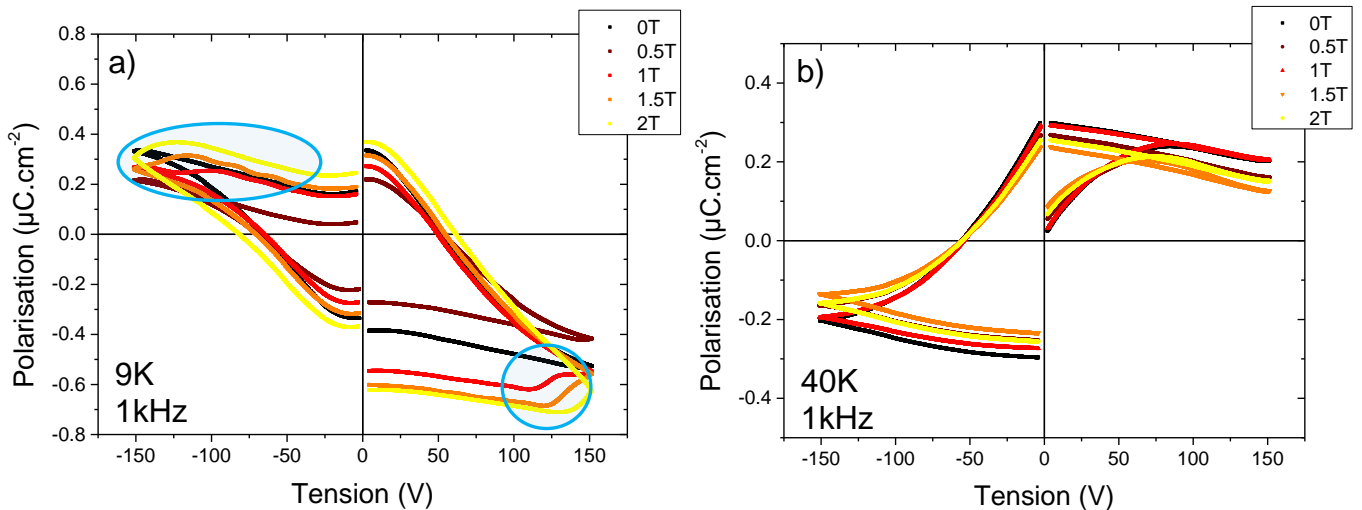 0T
0.5T
1T
1.5T
2T
a)
0.8
0.6
0.4
0.2
0.0
-0.2
-0.4
-0.6
-0.8
Polarisation (µC.cm-2)
9K
1kHz
-150 -100 -50 0 50 100 150
Tension (V)
0T
0.5T
1T
1.5T
2T
b)
0.4
0.2
0.0
-0.2
-0.4
Polarisation (µC.cm-2)
40K
1kHz
-150 -100 -50 0 50 100 150
Tension (V)